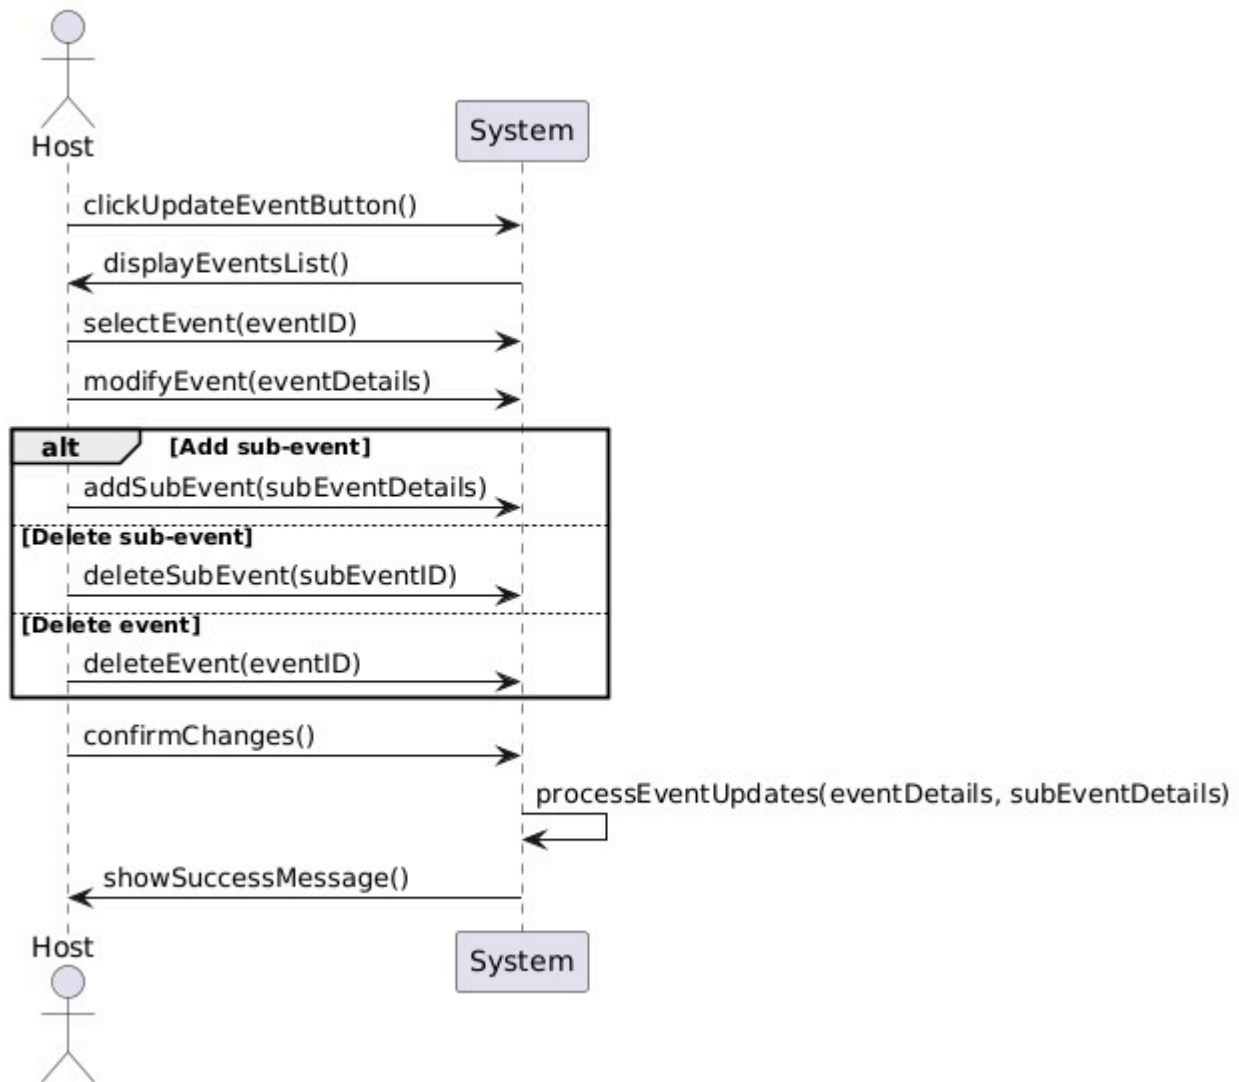 Host
System
clickUpdateEventButton()
displayEventsList()
selectEvent(eventID)
modifyEvent(eventDetails)
alt [Add sub-event]
addSubEvent(subEventDetails)
[Delete sub-event]
deleteSubEvent(subEventID)
[Delete event]
deleteEvent(eventID)
confirmChanges()
processEventUpdates(eventDetails, subEventDetails)
showSuccessMessage()
Host
System